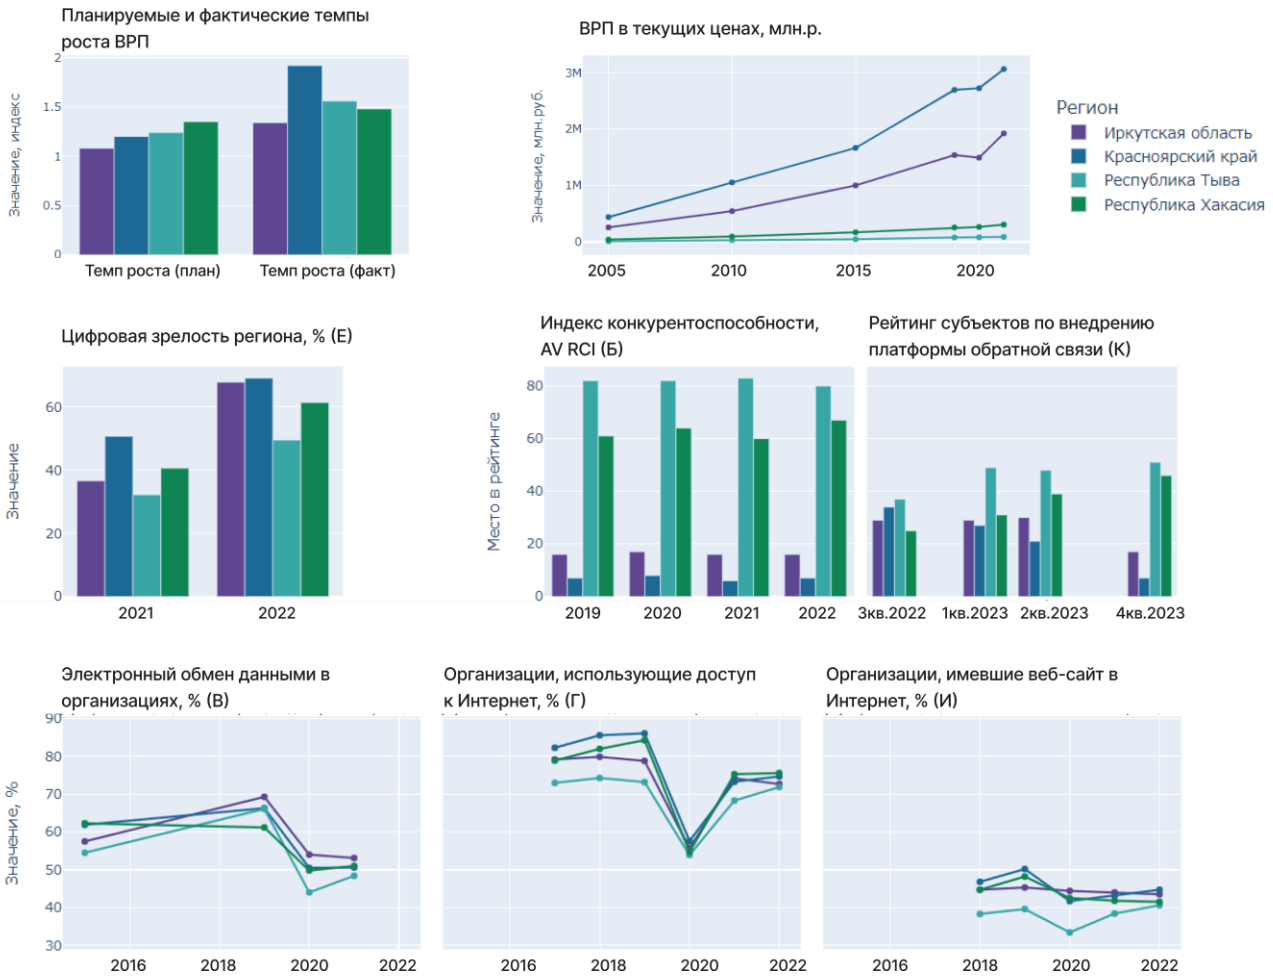 Планируемые и фактические темпы
роста ВРП
Значение, индекс
2
1.5
1
0.5
0
Темп роста (план)
Темп роста (факт)
ВРП в текущих ценах, млн.р.
Значение, млн.руб.
3M
2M
1M
0
2005
2010
2015
2020
Регион
Иркутская область
Красноярский край
Республика Тыва
Республика Хакасия
Цифровая зрелость региона, % (Е)
Значение
60
40
20
0
2021
2022
Индекс конкурентоспособности,
AV RCI (Б)
Место в рейтинге
80
60
40
20
0
2019
2020
2021
2022
Рейтинг субъектов по внедрению
платформы обратной связи (К)
3кв.2022
1кв.2023
2кв.2023
4кв.2023
Электронный обмен данными в
организациях, % (В)
Значение, %
90
80
70
60
50
40
30
2016
2018
2020
2022
Организации, использующие доступ
к Интернет, % (Г)
2016
2018
2020
2022
Организации, имевшие веб-сайт в
Интернет, % (И)
2016
2018
2020
2022